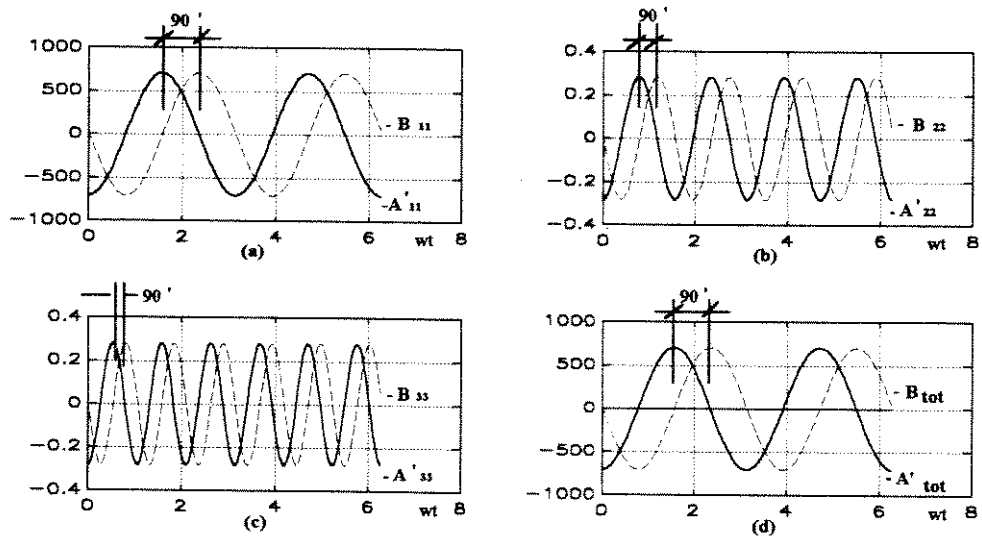 90'
1000
500
0
-500
-1000
- B 11
-A' 11
0 2 4 6 wt 8
(a)
90'
0.4
0.2
0
-0.2
-0.4
- B 22
-A' 22
0 2 4 6 wt 8
(b)
90'
0.4
0.2
0
-0.2
-0.4
- B 33
-A' 33
0 2 4 6 wt 8
(c)
90'
1000
500
0
-500
-1000
- B tot
-A' tot
0 2 4 6 wt 8
(d)